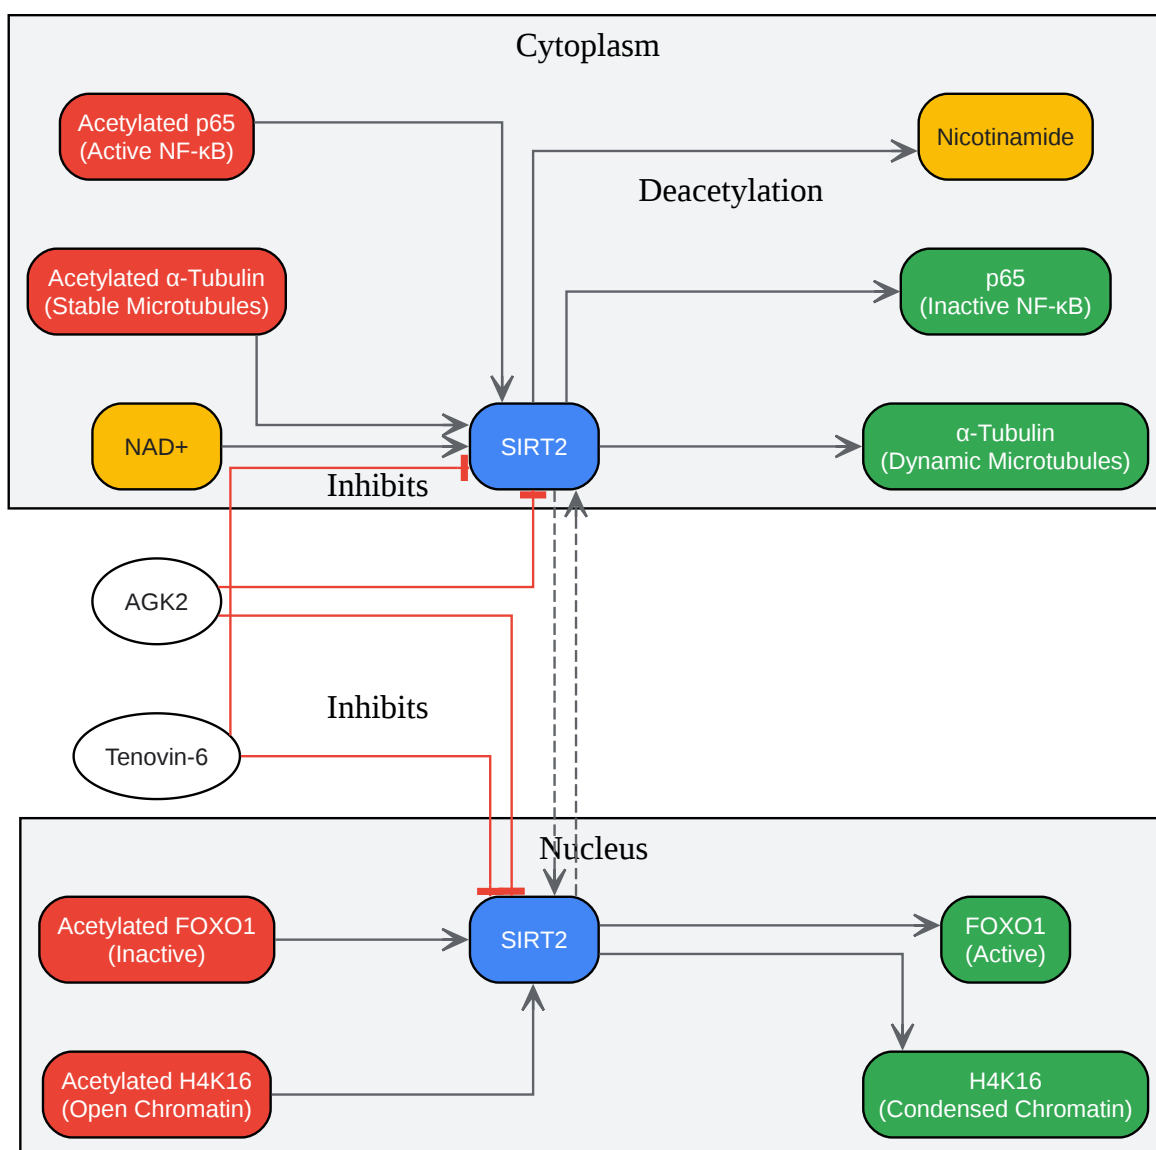 Cytoplasm
Acetylated p65
(Active NF-κB)
Nicotinamide
Deacetylation
Acetylated α-Tubulin
(Stable Microtubules)
p65
(Inactive NF-κB)
NAD+
SIRT2
α-Tubulin
(Dynamic Microtubules)
Inhibits
AGK2
Inhibits
Tenovin-6
Nucleus
Acetylated FOXO1
(Inactive)
SIRT2
FOXO1
(Active)
Acetylated H4K16
(Open Chromatin)
H4K16
(Condensed Chromatin)